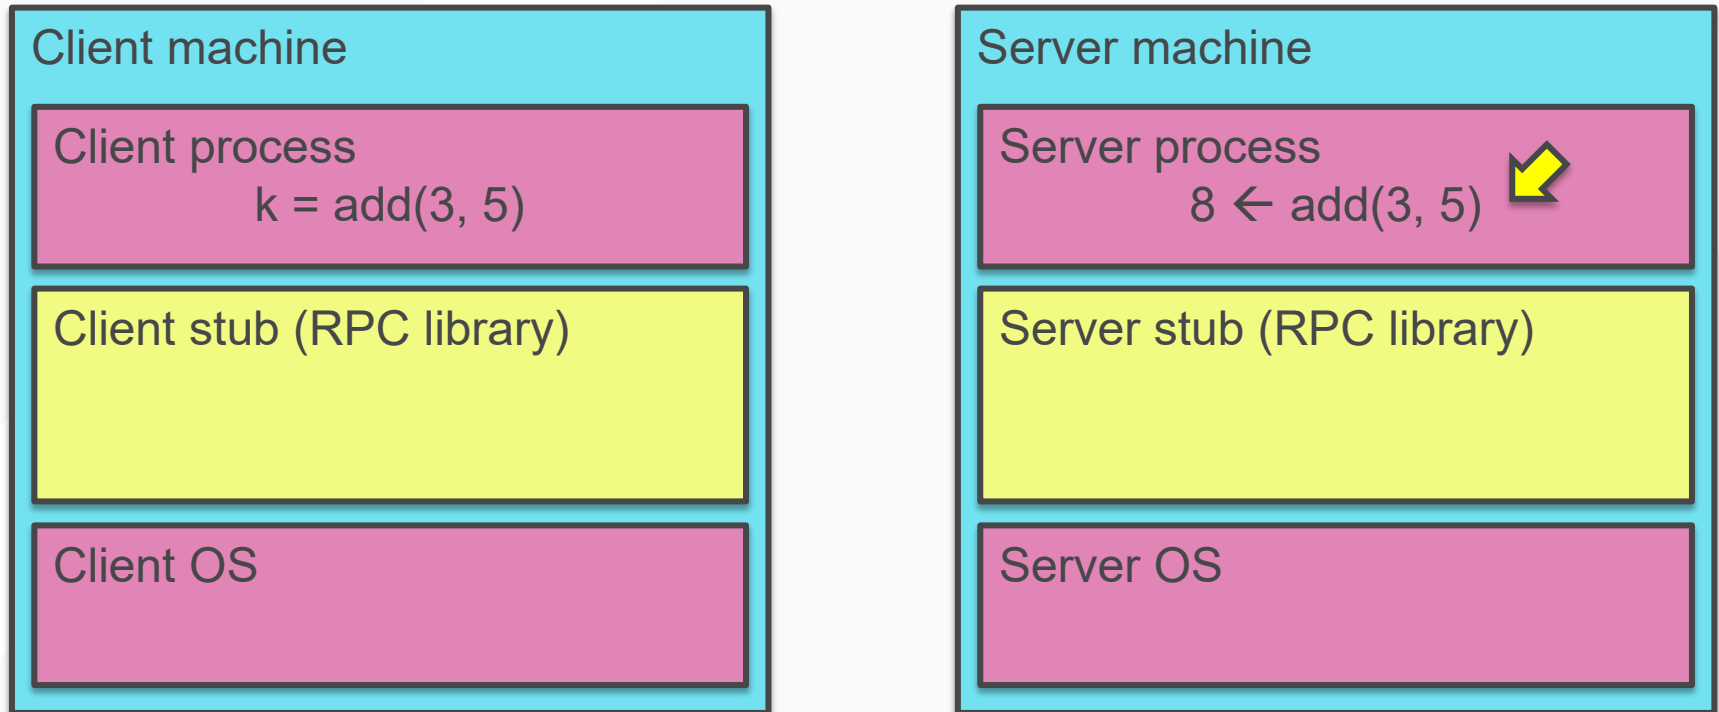 Client machine
Client process
k = add(3, 5)
Client stub (RPC library)
Client OS
Server machine
Server process
8 ← add(3, 5)
Server stub (RPC library)
Server OS